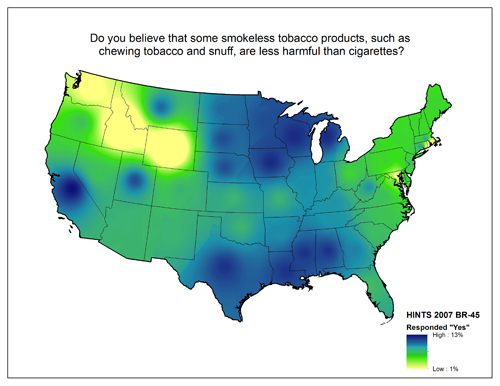 Do you believe that some smokeless tobacco products, such as
chewing tobacco and snuff, are less harmful than cigarettes?
HINTS 2007 BR-45
Responded "Yes"
High : 13%
Low : 1%